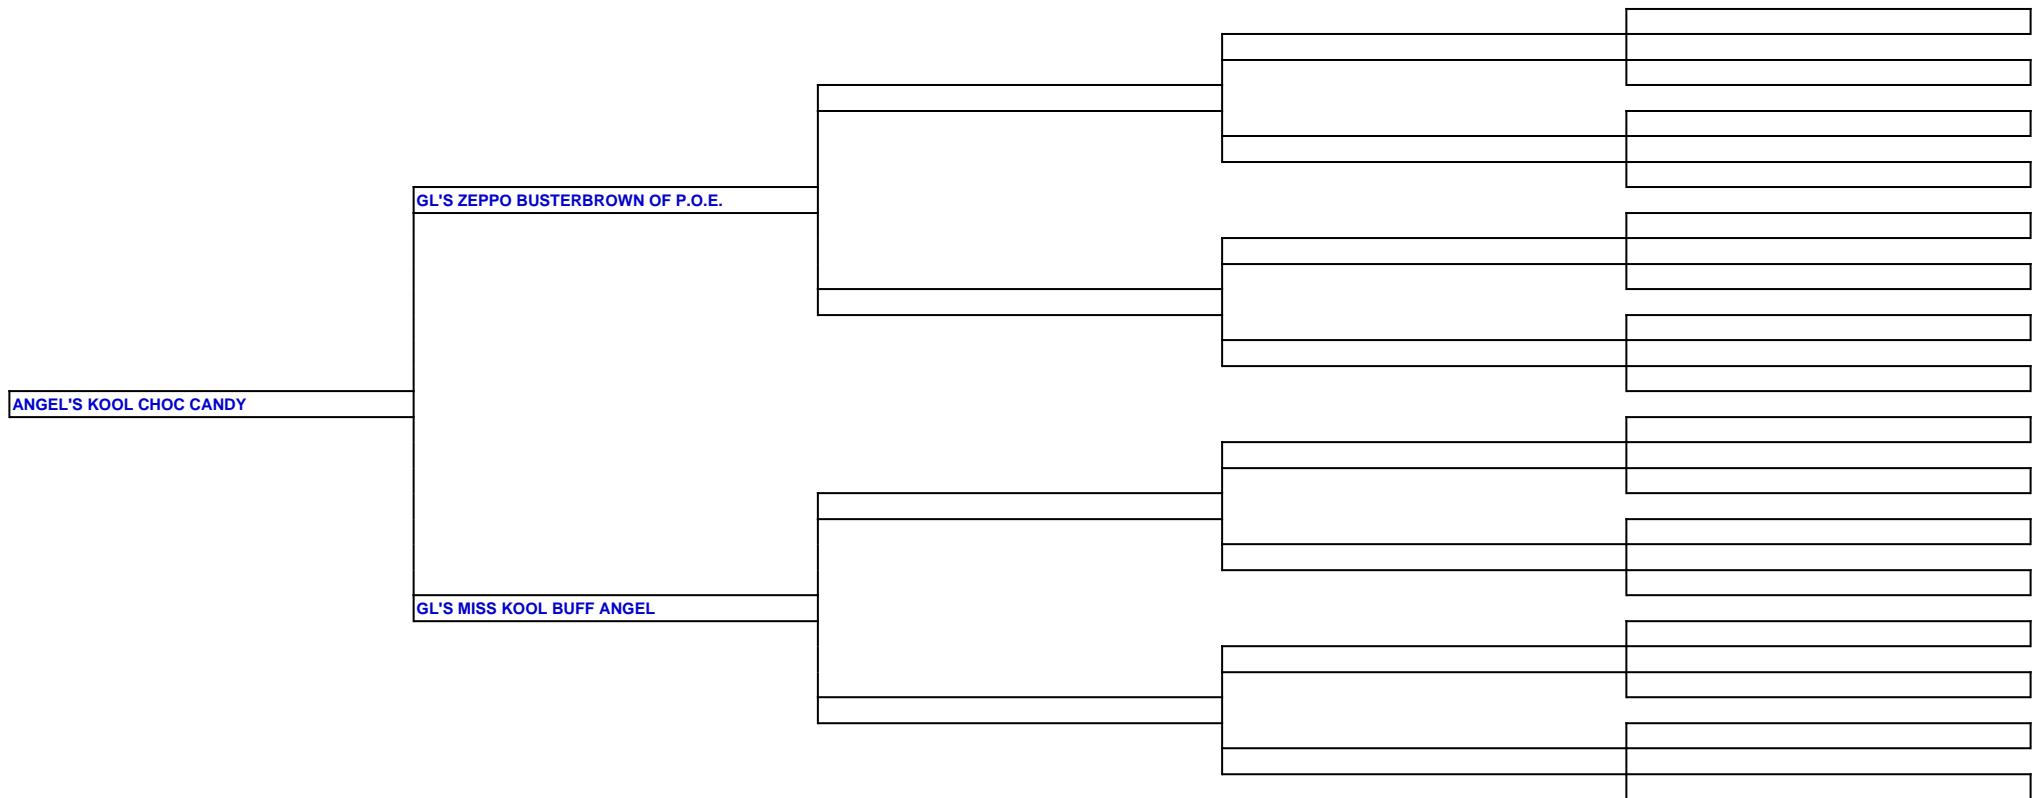 GL'S ZEPPO BUSTERBROWN OF P.O.E.
ANGEL'S KOOL CHOC CANDY
GL'S MISS KOOL BUFF ANGEL